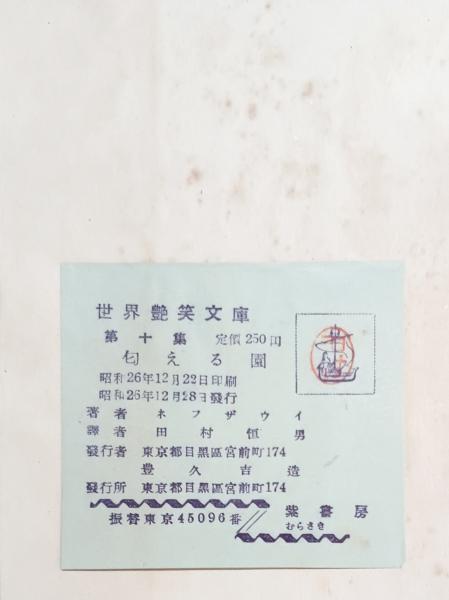 世界艷笑文庫
第十集 定價250円
匂える園
昭和26年12月22日印刷
昭和26年12月28日發行
著者 ネフザウイ
譯者 田村恒男
發行者 東京都目黑區宮前町174
豊久吉造
發行所 東京都目黑區宮前町174
紫書房
むらさき
振替東京45096番